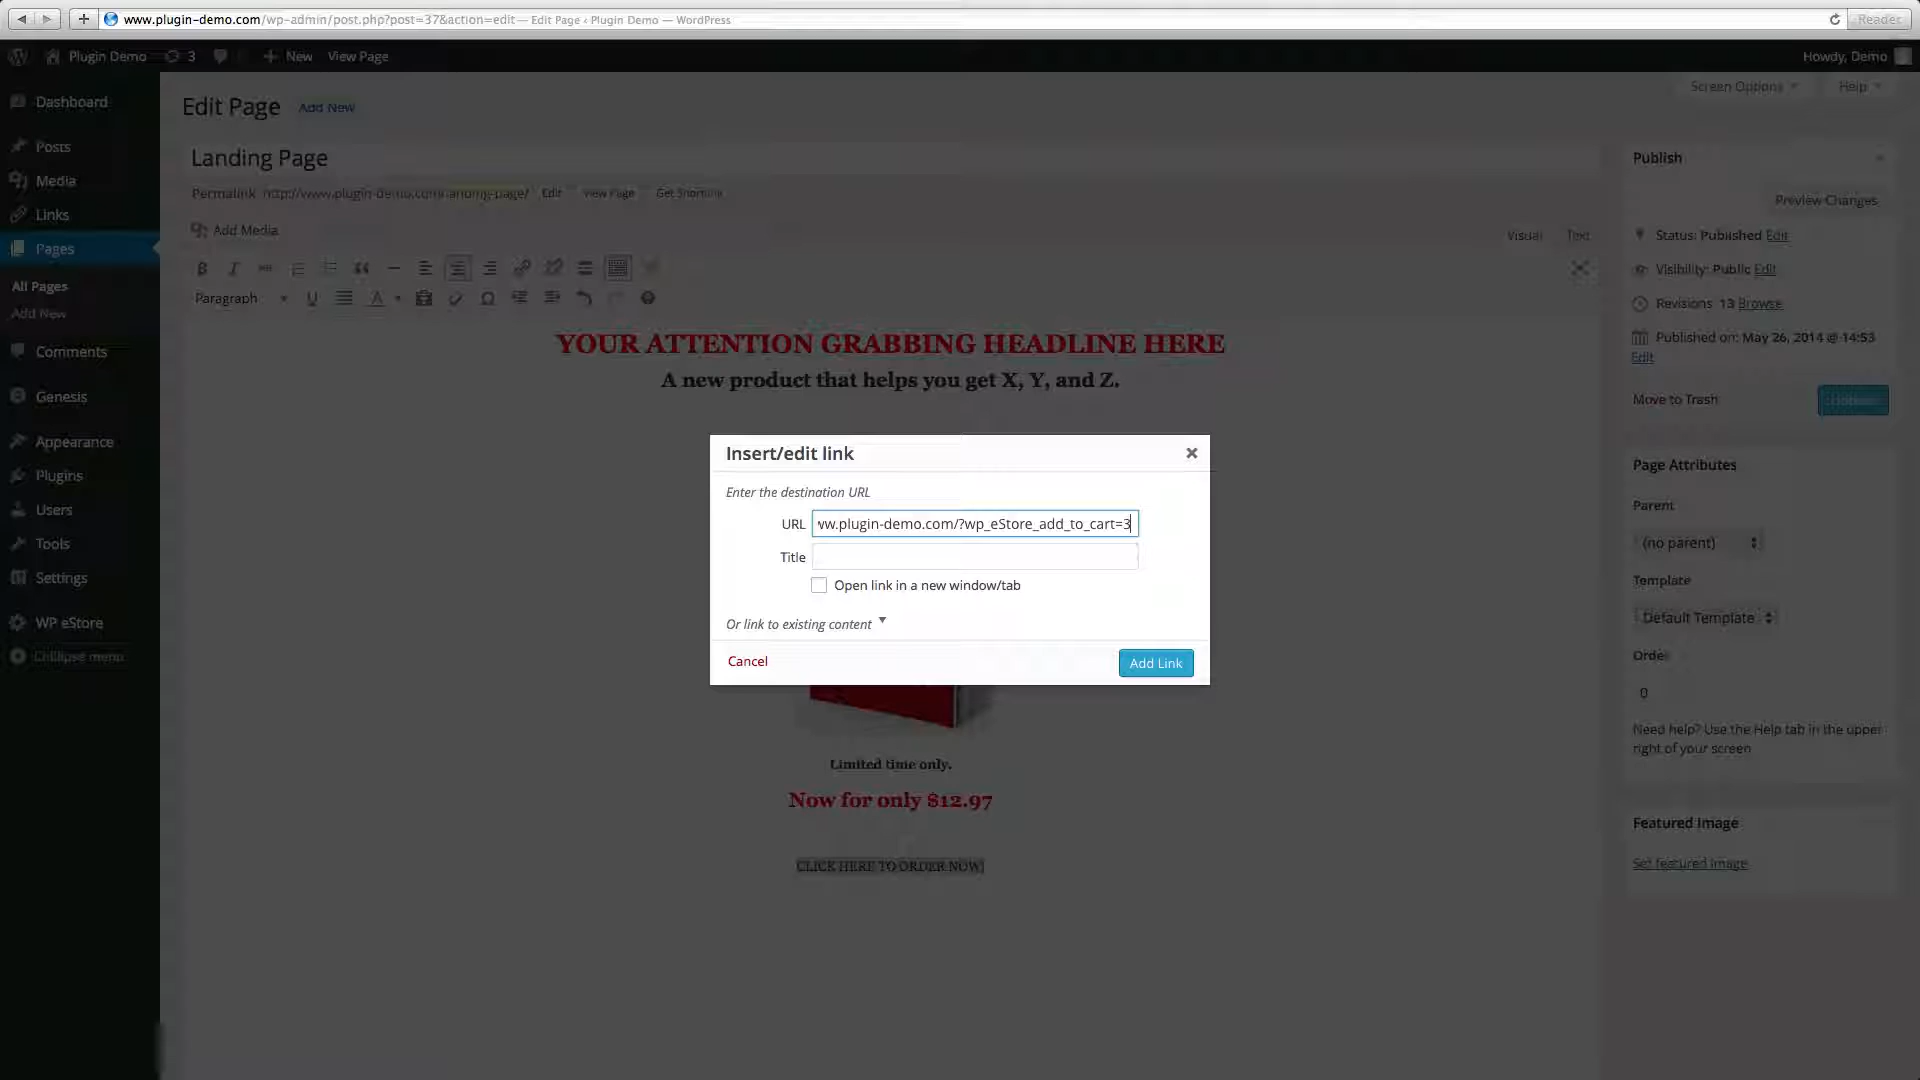 www.plugin-demo.com/wp-admin/post.php?post=37&action=edit — Edit Page ‹ Plugin Demo — WordPress
Reader
Plugin Demo 3 New View Page
Howdy, Demo
Screen Options Help
Dashboard
Posts
Media
Links
Pages
All Pages
Add New
Comments
Genesis
Appearance
Plugins
Users
Tools
Settings
WP eStore
Collapse menu
Edit Page Add New
Landing Page
Permalink: http://www.plugin-demo.com/landing-page/ Edit View Page Get Shortlink
Add Media
Visual Text
Paragraph
YOUR ATTENTION GRABBING HEADLINE HERE
A new product that helps you get X, Y, and Z.
Insert/edit link
Enter the destination URL
URL vw.plugin-demo.com/?wp_eStore_add_to_cart=3
Title
Open link in a new window/tab
Or link to existing content
Cancel
Add Link
Limited time only.
Now for only $12.97
CLICK HERE TO ORDER NOW!
Publish
Preview Changes
Status: Published Edit
Visibility: Public Edit
Revisions: 13 Browse
Published on: May 26, 2014 @ 14:53
Edit
Move to Trash
Page Attributes
Parent
(no parent)
Template
Default Template
Order
0
Need help? Use the Help tab in the upper
right of your screen
Featured Image
Set featured image